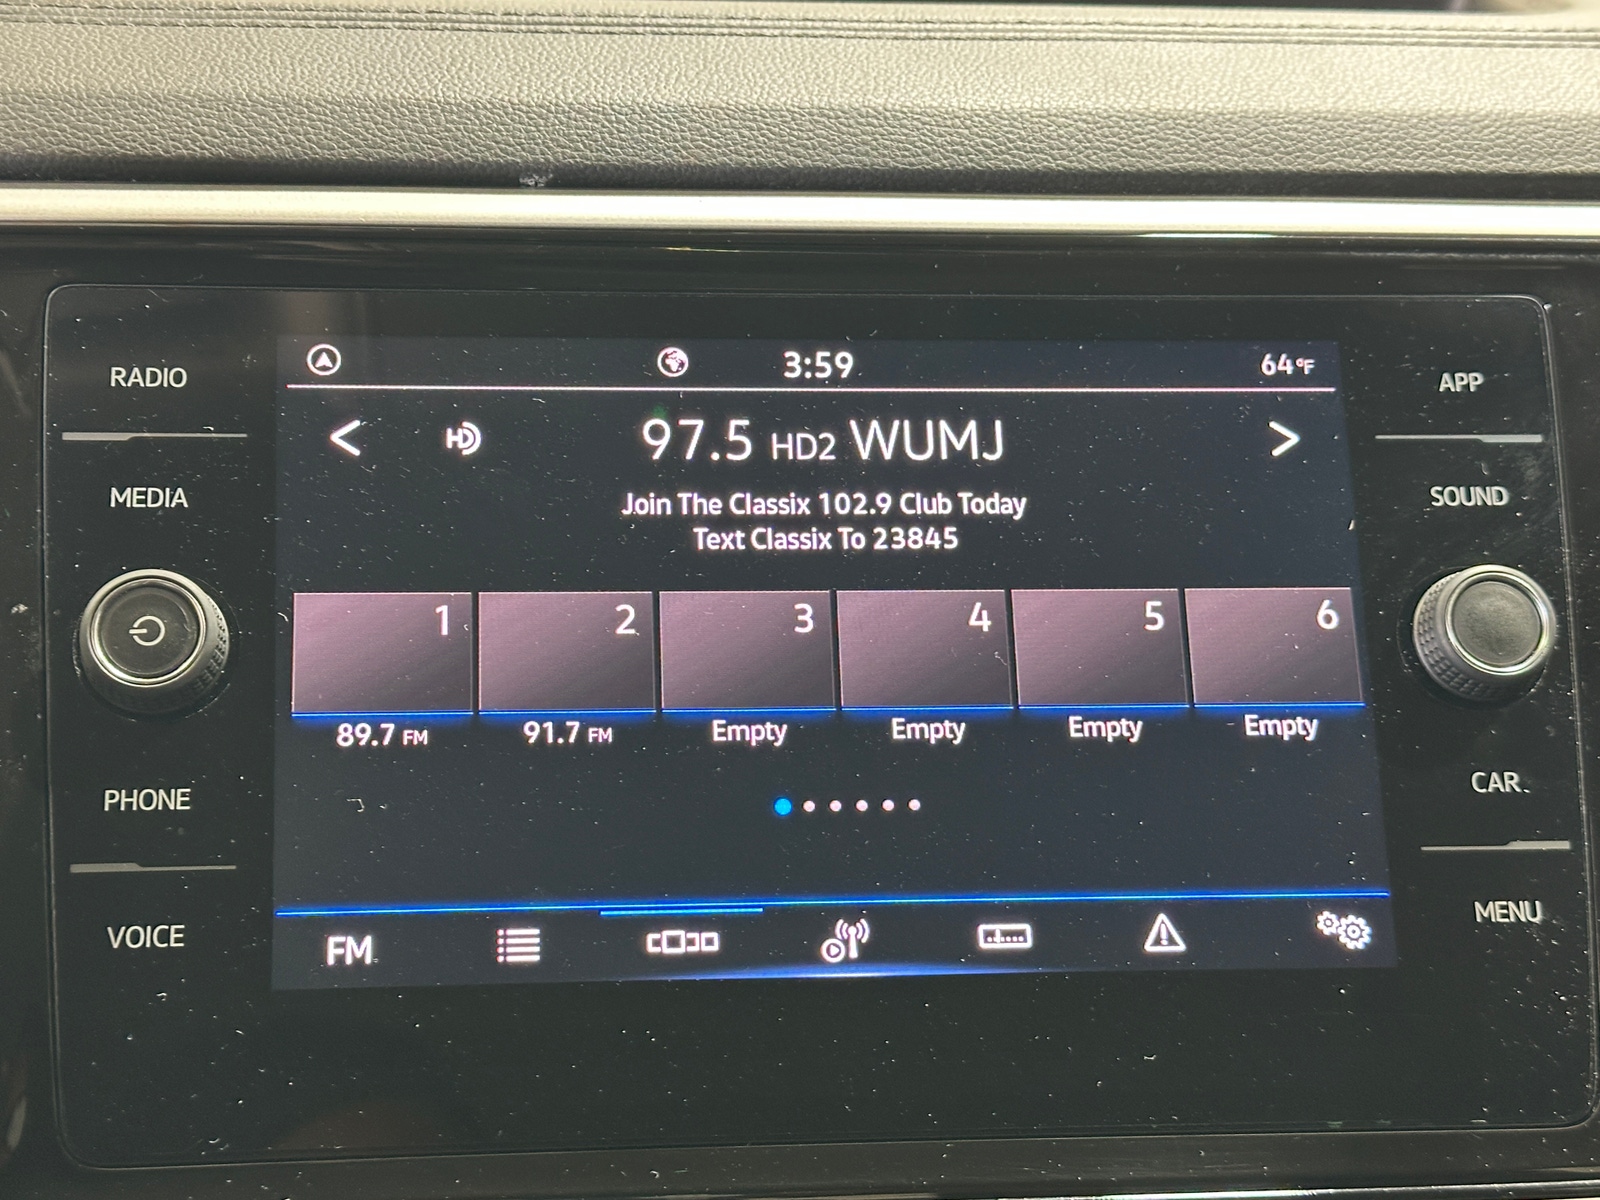 RADIO
MEDIA
PHONE
VOICE
3:59
64°F
HD
97.5 HD2 WUMJ
Join The Classix 102.9 Club Today
Text Classix To 23845
1
2
3
4
5
6
89.7 FM
91.7 FM
Empty
Empty
Empty
Empty
FM
APP
SOUND
CAR
MENU